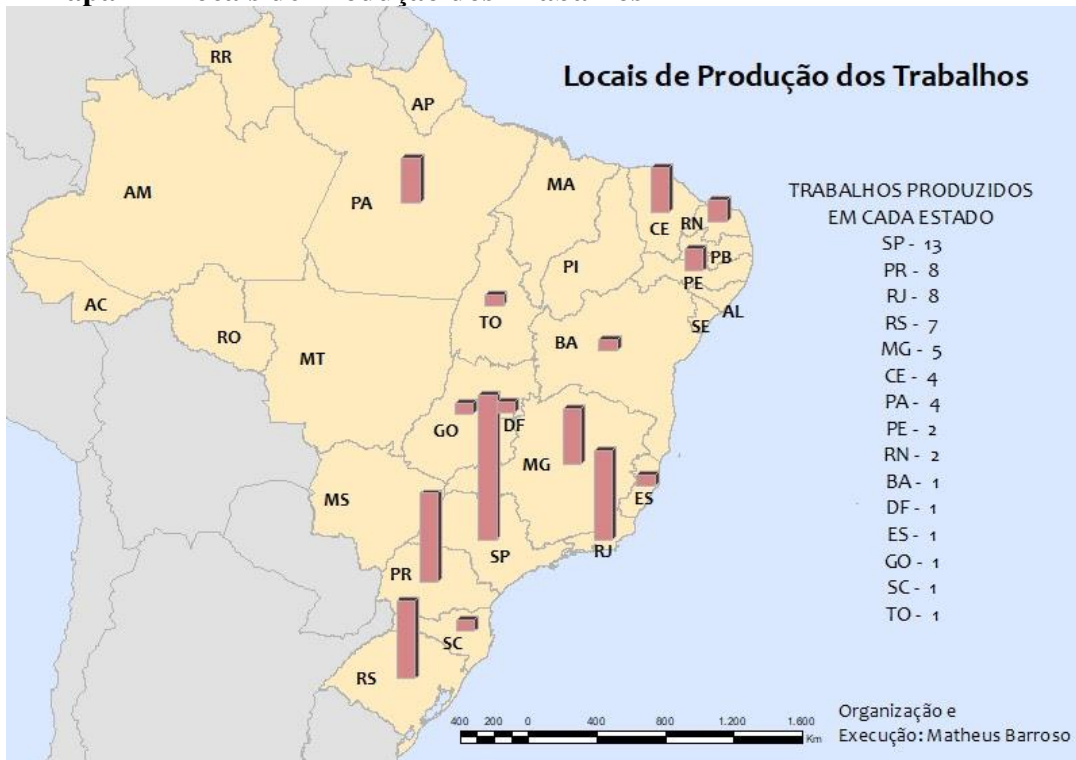 Locais de Produção dos Trabalhos
RR
AP
AM
PA
MA
CE
RN
PB
PI
PE
AL
SE
AC
RO
TO
BA
MT
GO
DF
MG
ES
MS
SP
RJ
PR
SC
RS
TRABALHOS PRODUZIDOS
EM CADA ESTADO
SP - 13
PR - 8
RJ - 8
RS - 7
MG - 5
CE - 4
PA - 4
PE - 2
RN - 2
BA - 1
DF - 1
ES - 1
GO - 1
SC - 1
TO - 1
400 200 0 400 800 1.200 1.600
Km
Organização e
Execução: Matheus Barroso